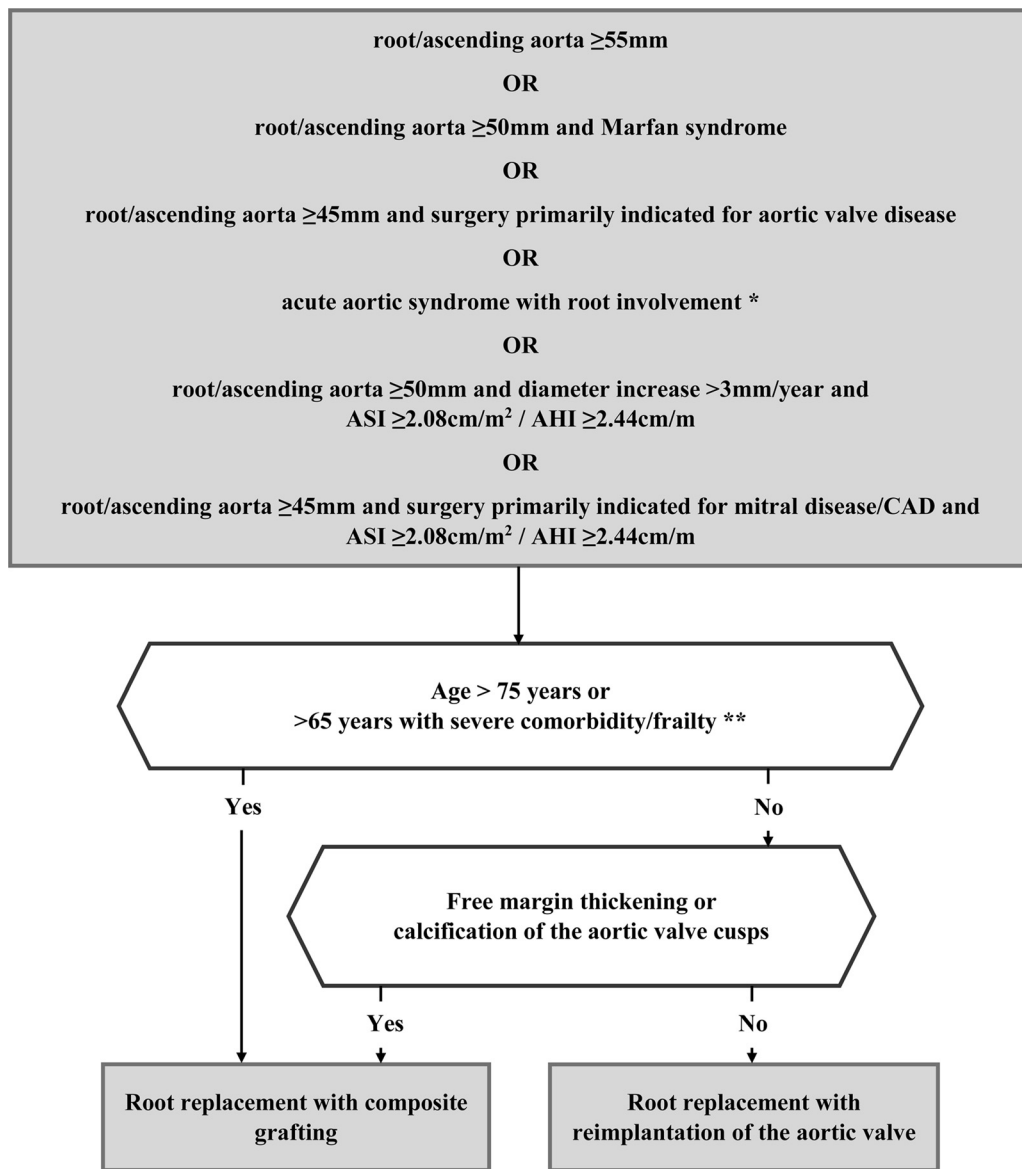 root/ascending aorta ≥55mm
OR
root/ascending aorta ≥50mm and Marfan syndrome
OR
root/ascending aorta ≥45mm and surgery primarily indicated for aortic valve disease
OR
acute aortic syndrome with root involvement *
OR
root/ascending aorta ≥50mm and diameter increase >3mm/year and
ASI ≥2.08cm/m² / AHI ≥2.44cm/m
OR
root/ascending aorta ≥45mm and surgery primarily indicated for mitral disease/CAD and
ASI ≥2.08cm/m² / AHI ≥2.44cm/m
Age > 75 years or
>65 years with severe comorbidity/frailty **
Yes
No
Free margin thickening or
calcification of the aortic valve cusps
Yes
No
Root replacement with composite
grafting
Root replacement with
reimplantation of the aortic valve